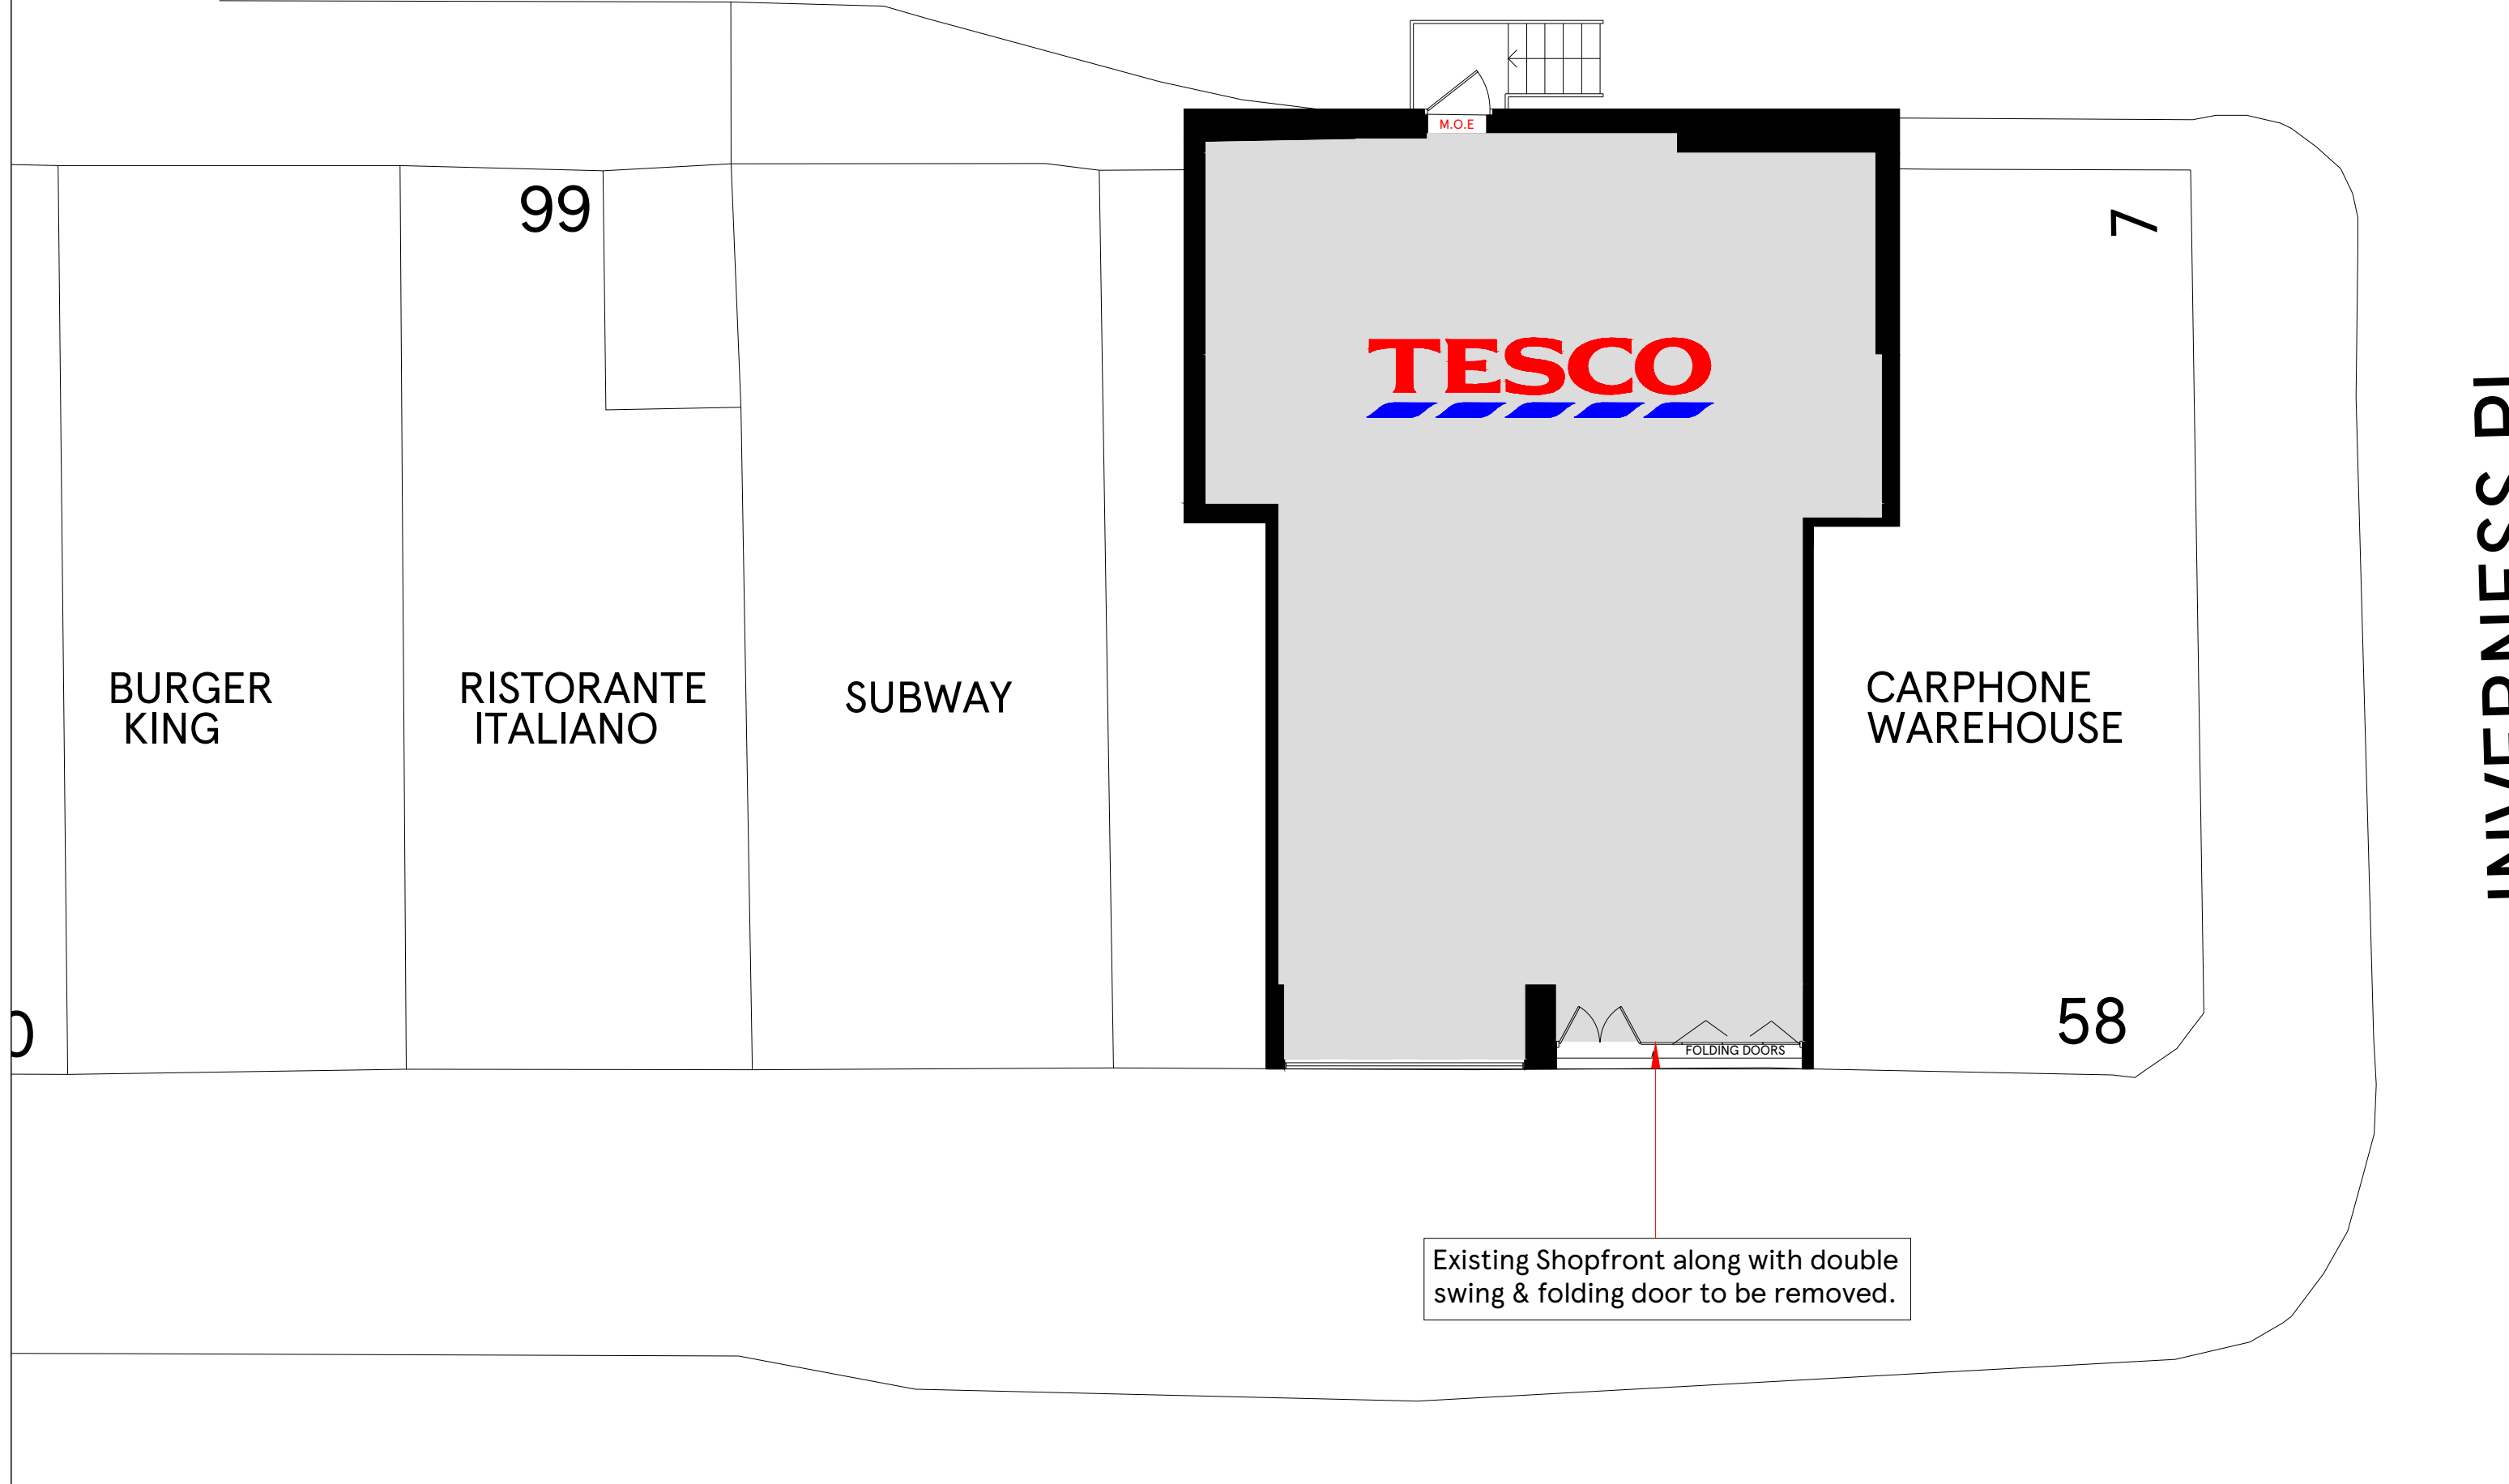 M.O.E
99
7
TESCO
BURGER
KING
RISTORANTE
ITALIANO
SUBWAY
CARPHONE
WAREHOUSE
INVERNESS
58
FOLDING DOORS
Existing Shopfront along with double
swing & folding door to be removed.